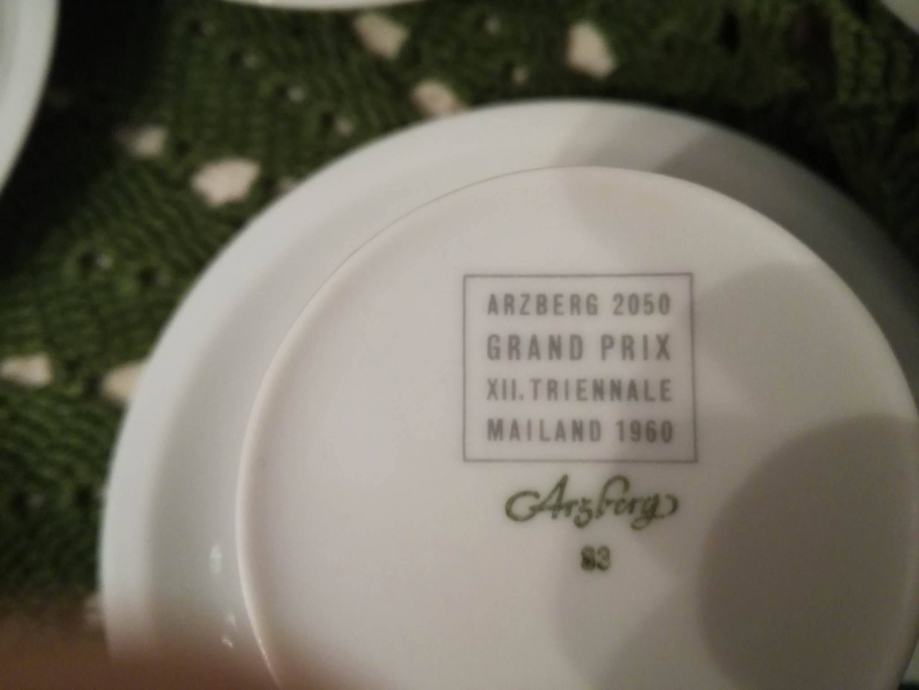 ARZBERG 2050
GRAND PRIX
XII. TRIENNALE
MAILAND 1960
Arzberg
83